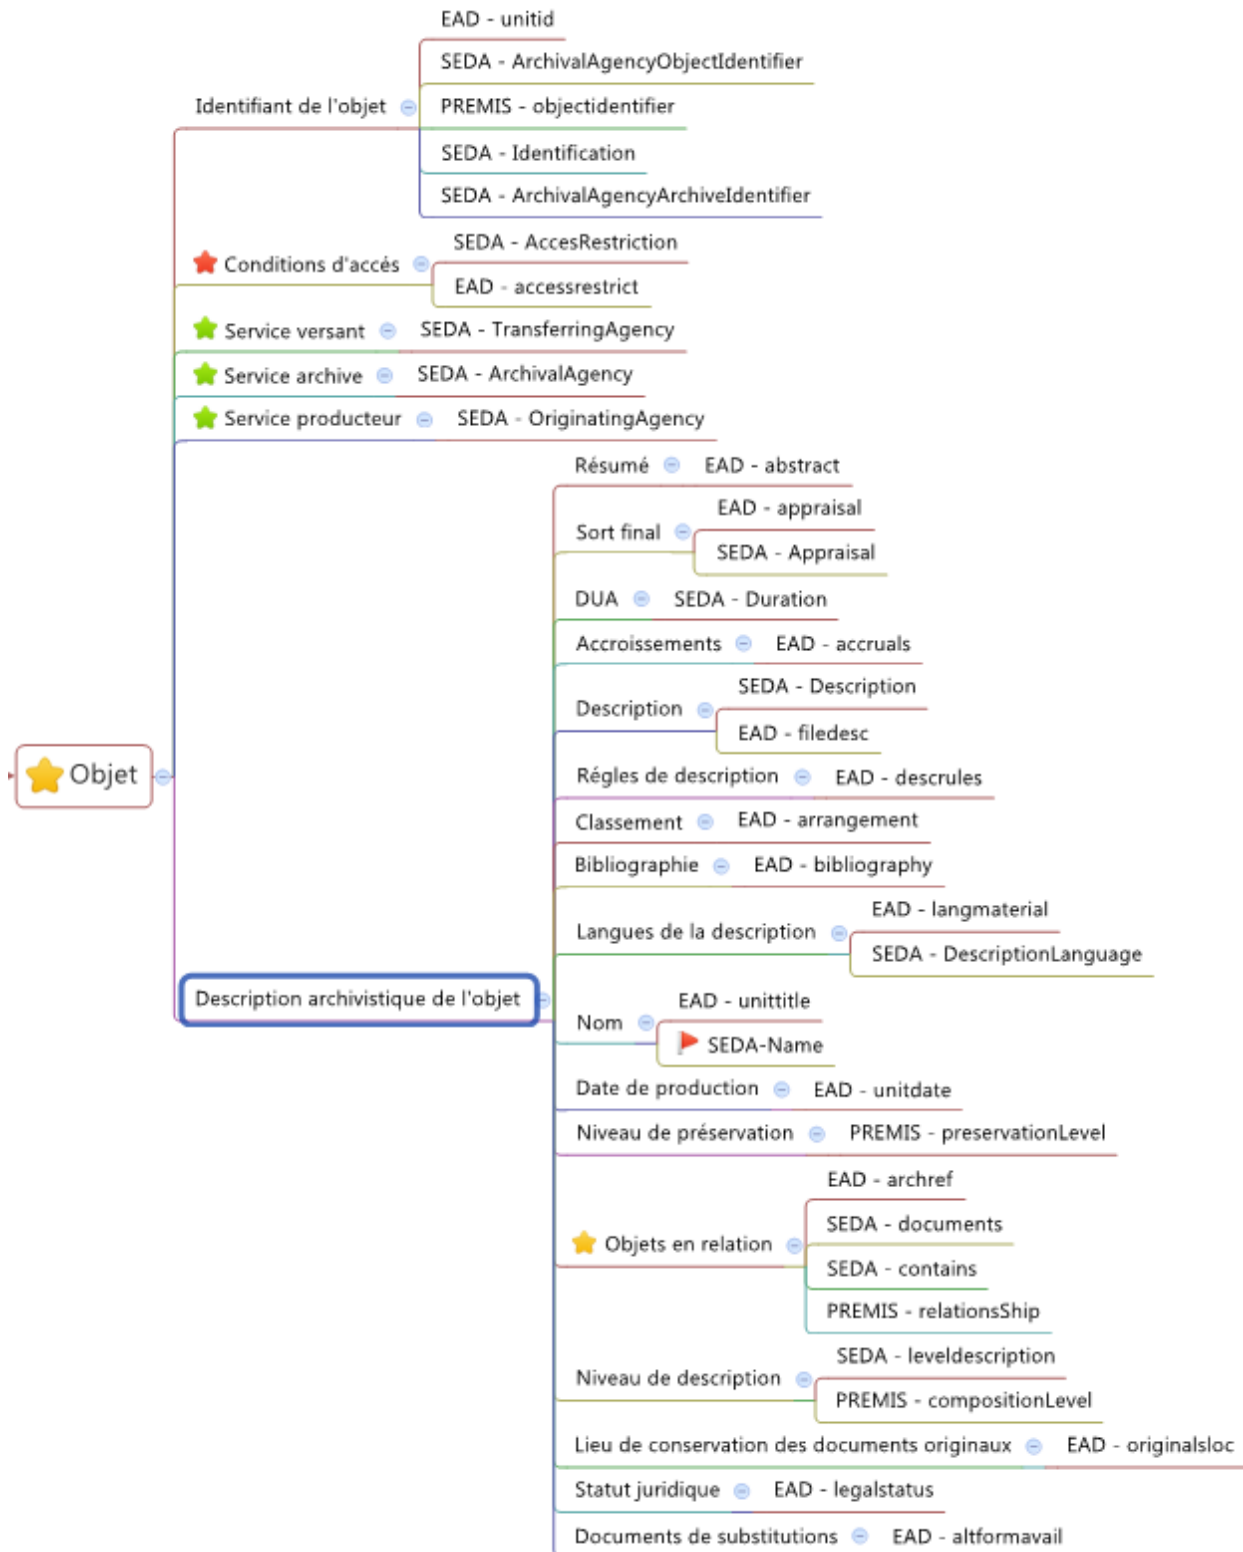 EAD - unitid
SEDA - ArchivalAgencyObjectIdentifier
Identifiant de l'objet
PREMIS - objectidentifier
SEDA - Identification
SEDA - ArchivalAgencyArchiveIdentifier
SEDA - AccesRestriction
Conditions d'accés
EAD - accessrestrict
Service versant SEDA - TransferringAgency
Service archive SEDA - ArchivalAgency
Service producteur SEDA - OriginatingAgency
Résumé EAD - abstract
EAD - appraisal
Sort final
SEDA - Appraisal
DUA SEDA - Duration
Accroissements EAD - accruals
SEDA - Description
Description
EAD - filedesc
Objet
Régles de description EAD - descrules
Classement EAD - arrangement
Bibliographie EAD - bibliography
EAD - langmaterial
Langues de la description
SEDA - DescriptionLanguage
Description archivistique de l'objet
EAD - unittitle
Nom
SEDA-Name
Date de production EAD - unitdate
Niveau de préservation PREMIS - preservationLevel
EAD - archref
SEDA - documents
Objets en relation
SEDA - contains
PREMIS - relationsShip
SEDA - leveldescription
Niveau de description
PREMIS - compositionLevel
Lieu de conservation des documents originaux EAD - originalsloc
Statut juridique EAD - legalstatus
Documents de substitutions EAD - altformavail